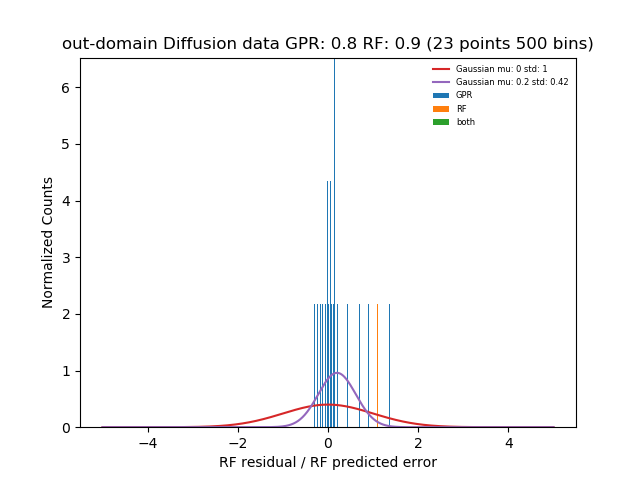 out-domain Diffusion data GPR: 0.8 RF: 0.9 (23 points 500 bins)
Gaussian mu: 0 std: 1
Gaussian mu: 0.2 std: 0.42
GPR
RF
both
Normalized Counts
6
5
4
3
2
1
0
−4
−2
0
2
4
RF residual / RF predicted error